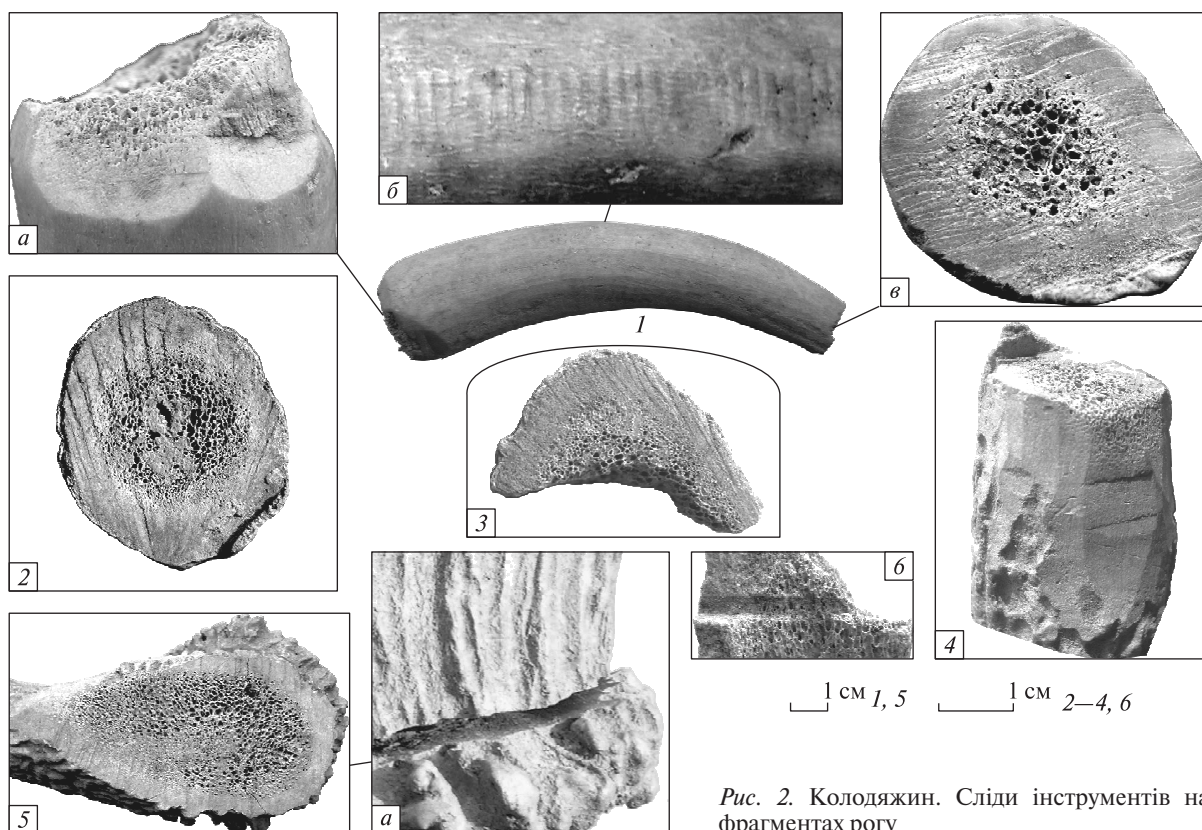 а
б
в
1
2
3
4
5
а
6
1 см 1, 5
1 см 2—4, 6
Рис. 2. Колодяжин. Сліди інструментів на
фрагментах рогу